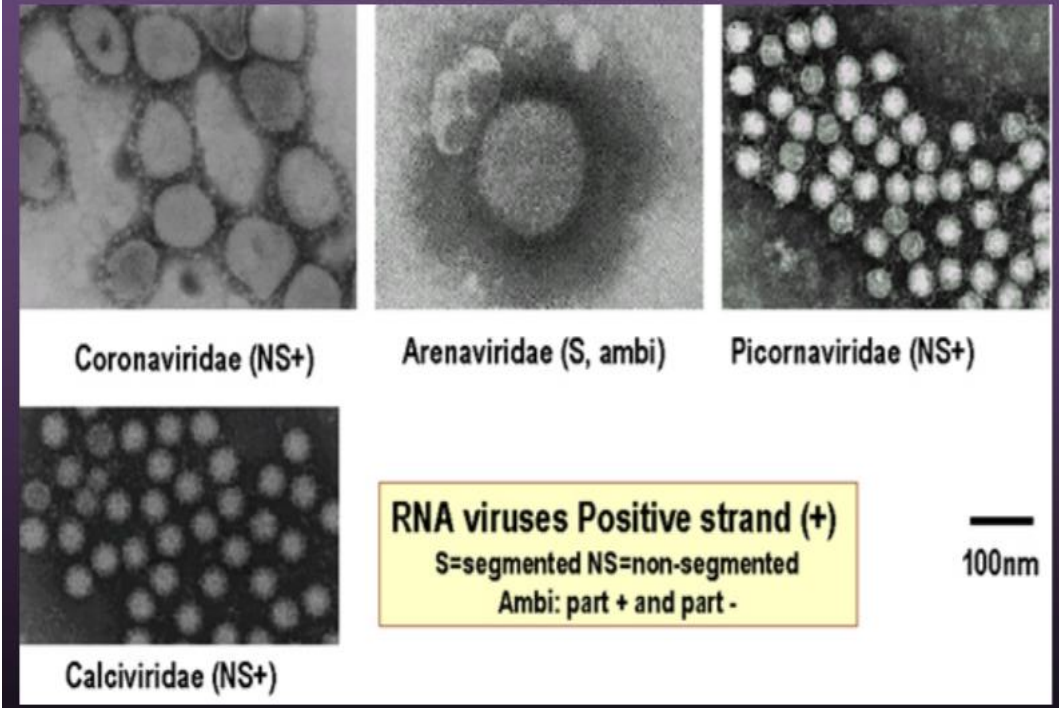 Coronaviridae (NS+)
Arenaviridae (S, ambi)
Picornaviridae (NS+)
Calciviridae (NS+)
RNA viruses Positive strand (+)
S=segmented NS=non-segmented
Ambi: part + and part -
100nm